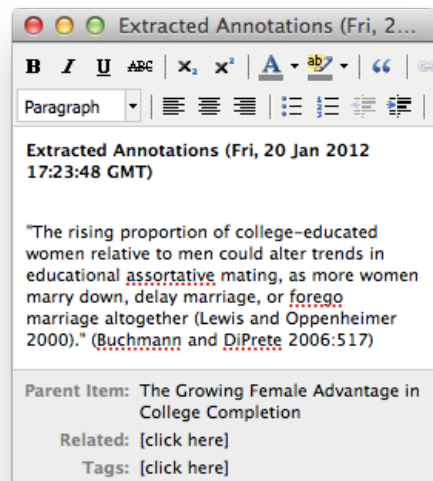 Extracted Annotations (Fri, 2...
B I U ABC X₂ X² A ab
Paragraph
Extracted Annotations (Fri, 20 Jan 2012
17:23:48 GMT)
"The rising proportion of college-educated
women relative to men could alter trends in
educational assortative mating, as more women
marry down, delay marriage, or forego
marriage altogether (Lewis and Oppenheimer
2000)." (Buchmann and DiPrete 2006:517)
Parent Item: The Growing Female Advantage in
College Completion
Related: [click here]
Tags: [click here]